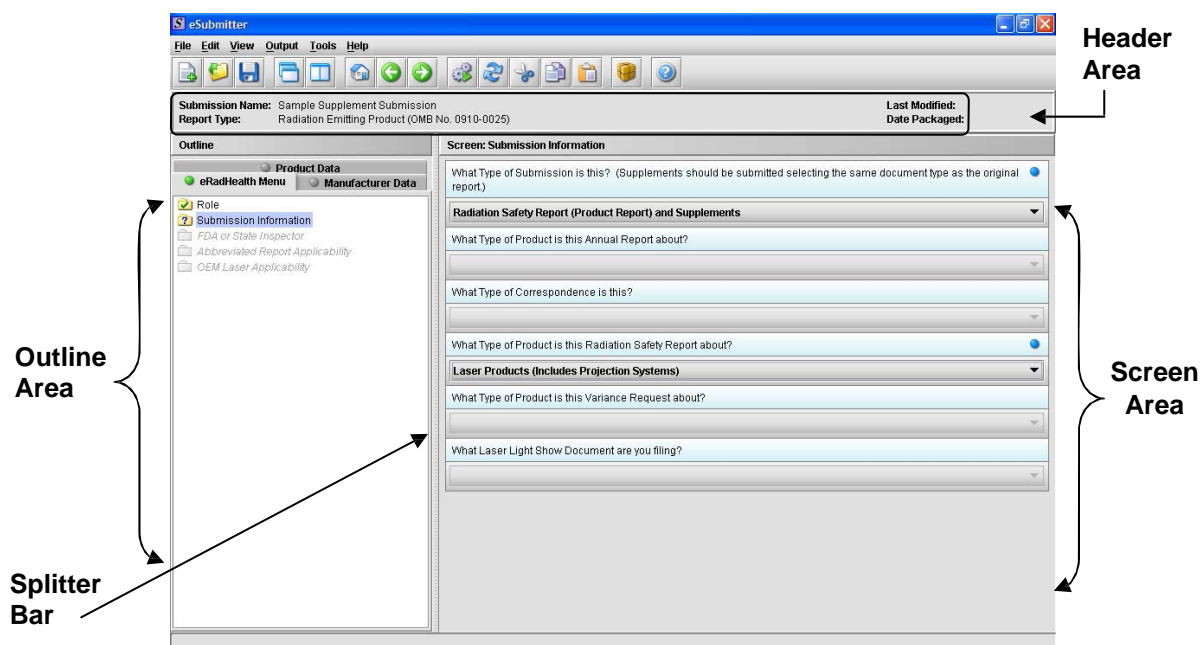 eSubmitter
File Edit View Output Tools Help
Header
Area
Submission Name: Sample Supplement Submission
Last Modified:
Report Type: Radiation Emitting Product (OMB No. 0910-0025)
Date Packaged:
Outline
Screen: Submission Information
Product Data
eRadHealth Menu
Manufacturer Data
Role
Submission Information
FDA or State Inspector
Abbreviated Report Applicability
OEM Laser Applicability
What Type of Submission is this? (Supplements should be submitted selecting the same document type as the original
report.)
Radiation Safety Report (Product Report) and Supplements
What Type of Product is this Annual Report about?
What Type of Correspondence is this?
What Type of Product is this Radiation Safety Report about?
Laser Products (Includes Projection Systems)
What Type of Product is this Variance Request about?
What Laser Light Show Document are you filing?
Outline
Area
Screen
Area
Splitter
Bar